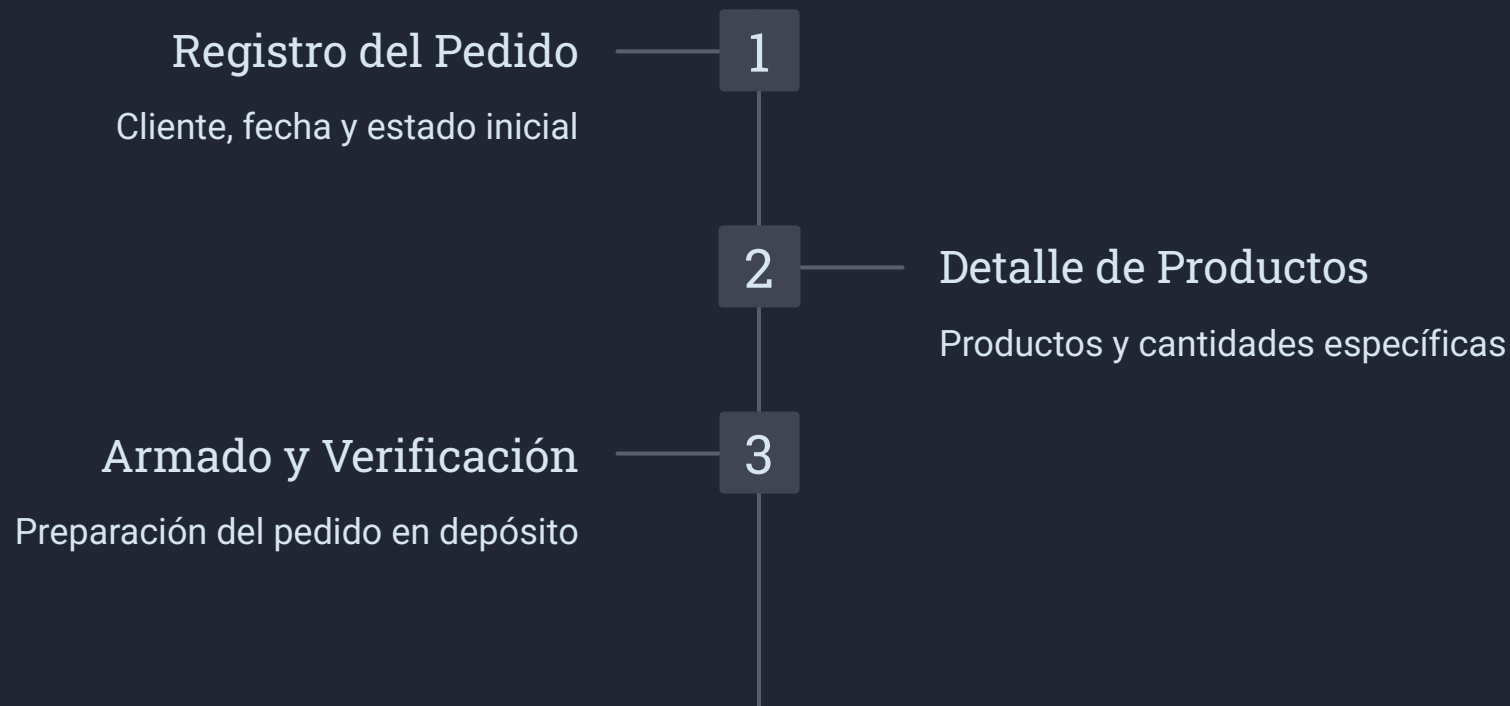 Registro del Pedido
1
Cliente, fecha y estado inicial
2
Detalle de Productos
Productos y cantidades específicas
Armado y Verificación
3
Preparación del pedido en depósito